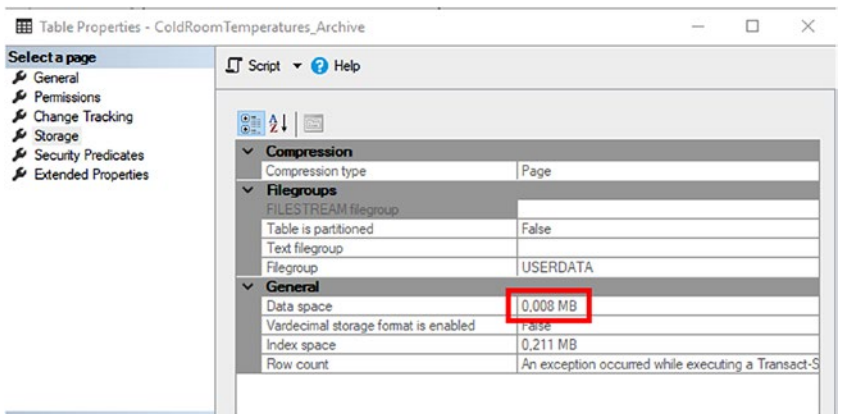 Table Properties - ColdRoomTemperatures_Archive
Select a page
General
Permissions
Change Tracking
Storage
Security Predicates
Extended Properties
Script Help
Compression
Compression type Page
Filegroups
FILESTREAM filegroup
Table is partitioned False
Text filegroup
Filegroup USERDATA
General
Data space 0,008 MB
Vardecimal storage format is enabled False
Index space 0,211 MB
Row count An exception occurred while executing a Transact-S